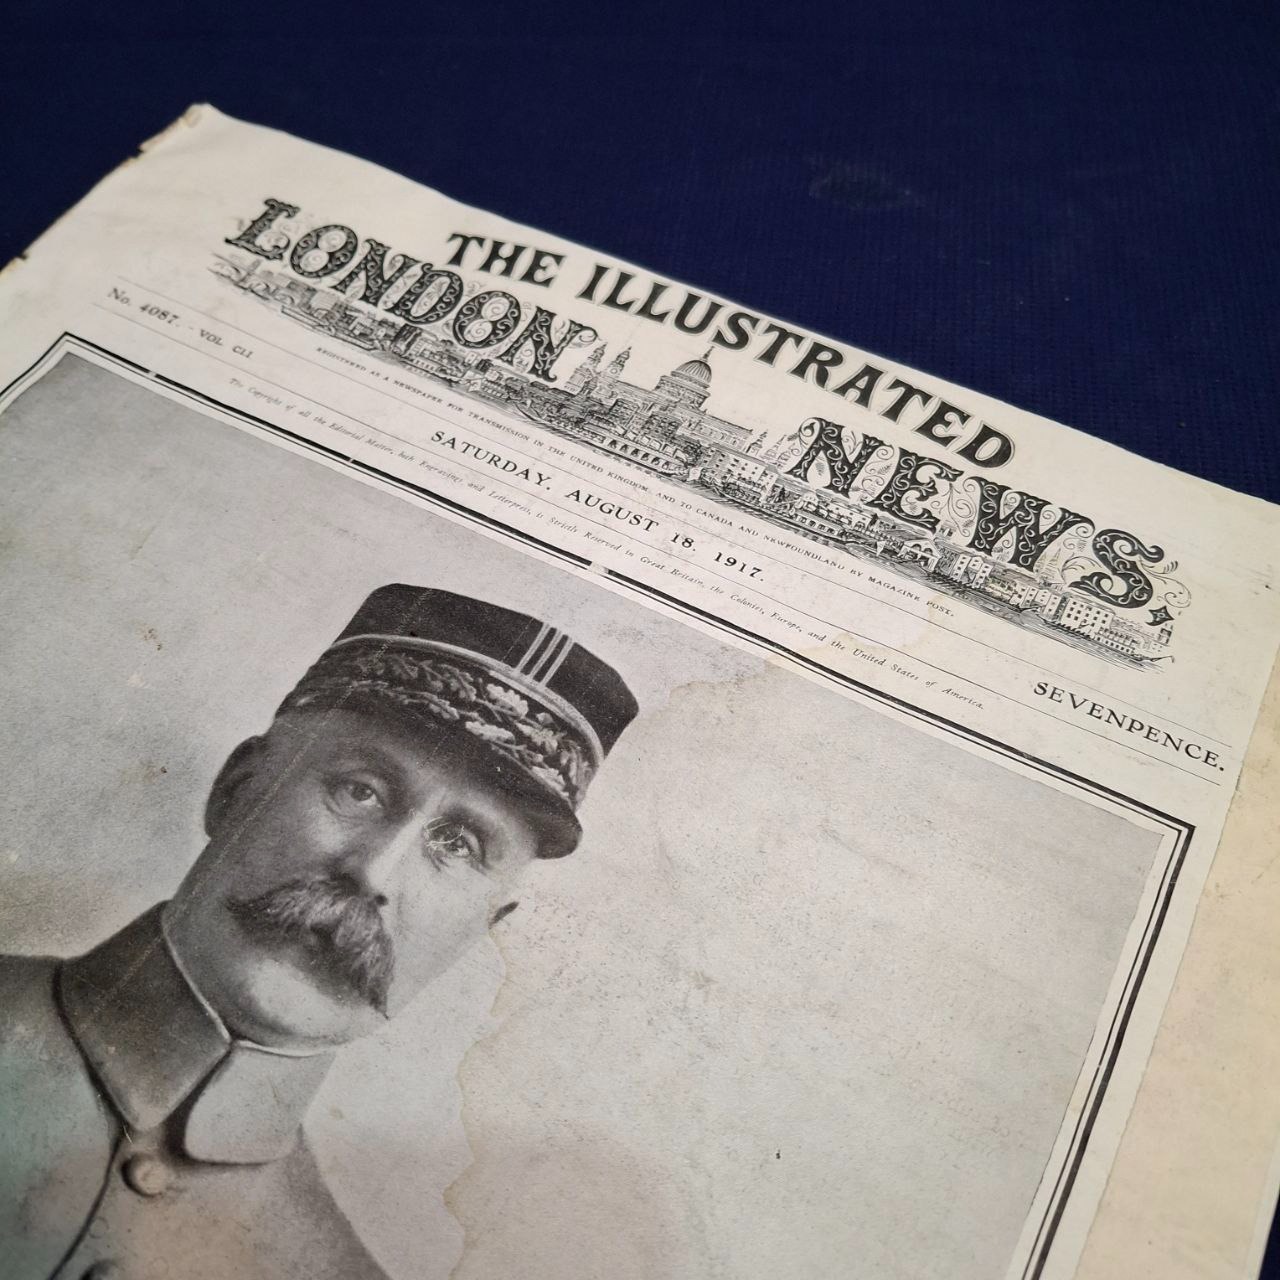 THE ILLUSTRATED
LONDON NEWS.
No. 4087. - VOL CLI
REGISTERED AS A NEWSPAPER FOR TRANSMISSION IN THE UNITED KINGDOM, AND TO CANADA AND NEWFOUNDLAND BY MAGAZINE POST.
SATURDAY, AUGUST 18, 1917.
SEVENPENCE.
The Copyright of all the Editorial Matter, both Engravings and Letterpress, is Strictly Reserved in Great Britain, the Colonies, Europe, and the United States of America.